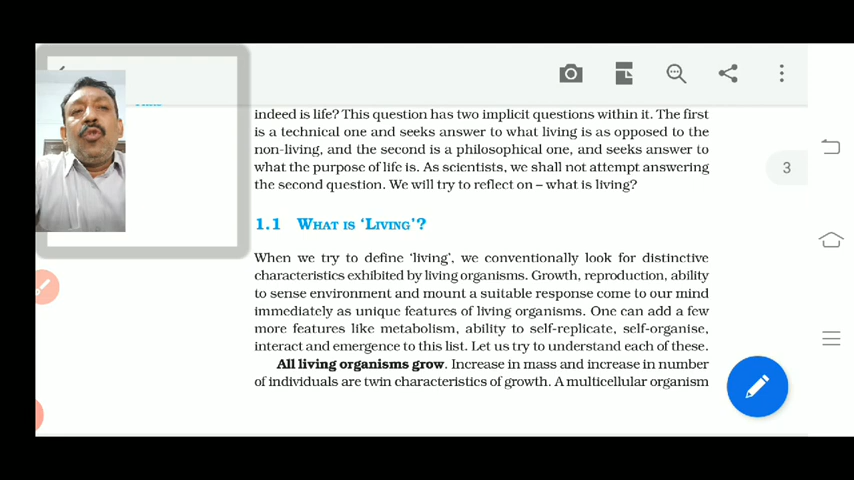 indeed is life? This question has two implicit questions within it. The first
is a technical one and seeks answer to what living is as opposed to the
non-living, and the second is a philosophical one, and seeks answer to
what the purpose of life is. As scientists, we shall not attempt answering
the second question. We will try to reflect on – what is living?
3
1.1 WHAT IS ‘LIVING’?
When we try to define ‘living’, we conventionally look for distinctive
characteristics exhibited by living organisms. Growth, reproduction, ability
to sense environment and mount a suitable response come to our mind
immediately as unique features of living organisms. One can add a few
more features like metabolism, ability to self-replicate, self-organise,
interact and emergence to this list. Let us try to understand each of these.
All living organisms grow. Increase in mass and increase in number
of individuals are twin characteristics of growth. A multicellular organism